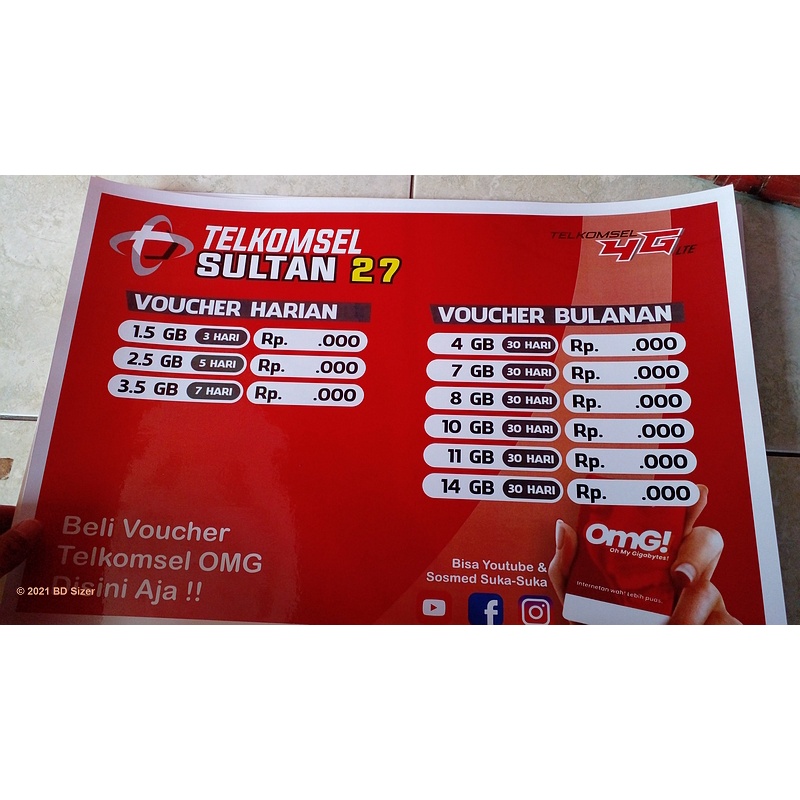 TELKOMSEL
SULTAN 27
TELKOMSEL
4G LTE
VOUCHER HARIAN
1.5 GB 3 HARI Rp. .000
2.5 GB 5 HARI Rp. .000
3.5 GB 7 HARI Rp. .000
VOUCHER BULANAN
4 GB 30 HARI Rp. .000
7 GB 30 HARI Rp. .000
8 GB 30 HARI Rp. .000
10 GB 30 HARI Rp. .000
11 GB 30 HARI Rp. .000
14 GB 30 HARI Rp. .000
Beli Voucher
Telkomsel OMG
Disini Aja !!
© 2021 BD Sizer
Bisa Youtube &
Sosmed Suka-Suka
OmG!
Oh My Gigabytes!
Internetan wah! lebih puas.